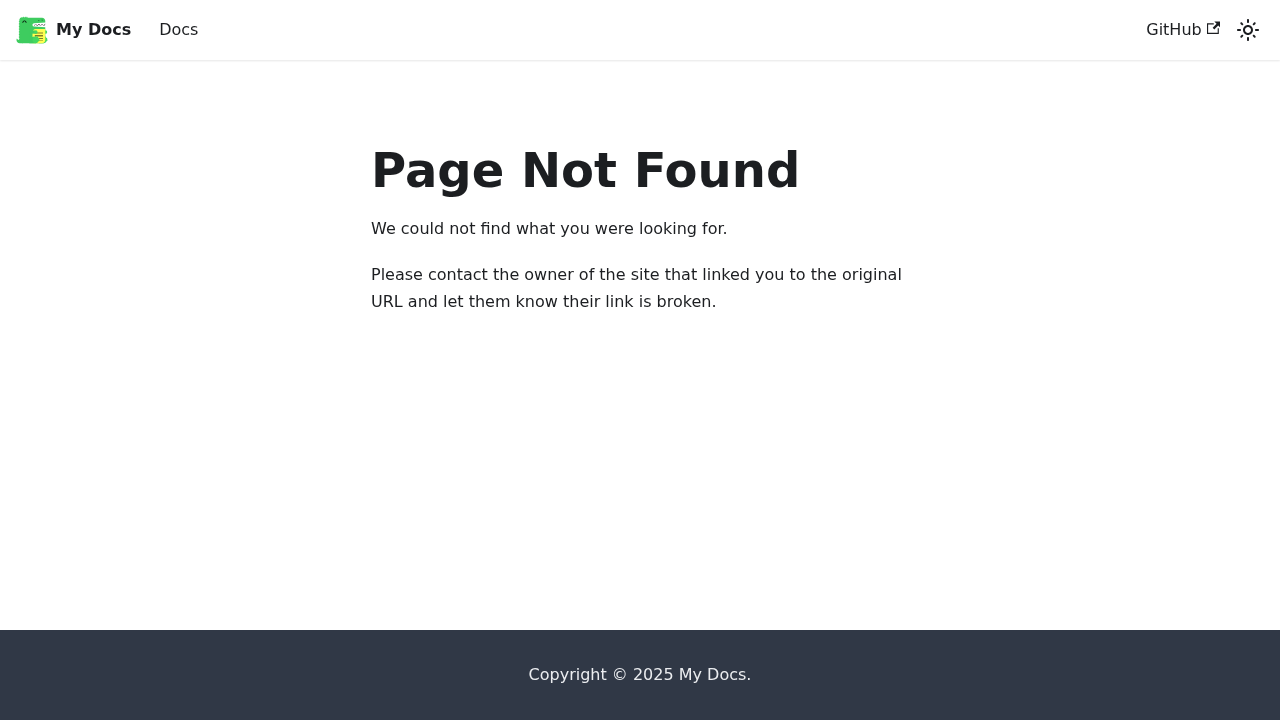 My Docs
Docs
GitHub
Page Not Found
We could not find what you were looking for.
Please contact the owner of the site that linked you to the original
URL and let them know their link is broken.
Copyright © 2025 My Docs.